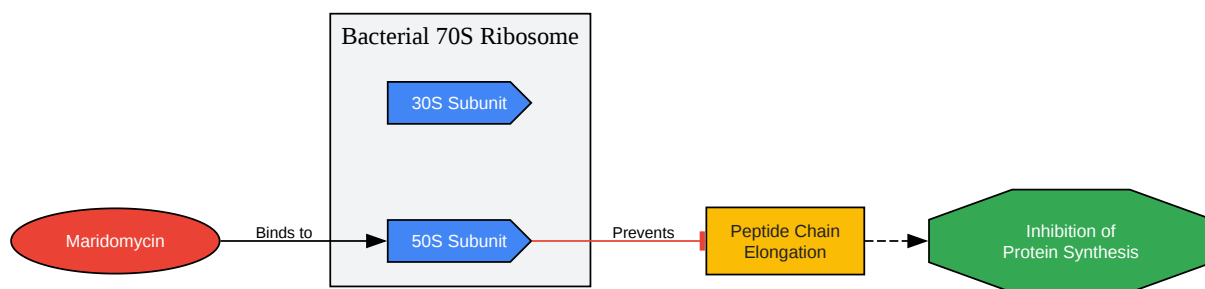 Bacterial 70S Ribosome
30S Subunit
Maridomycin
Binds to
50S Subunit
Prevents
Peptide Chain
Elongation
Inhibition of
Protein Synthesis